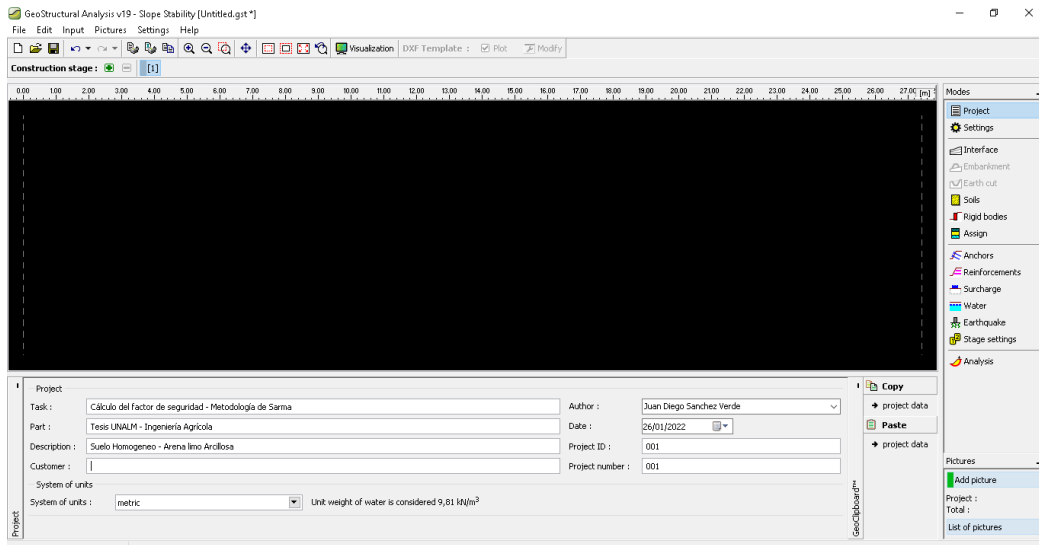 GeoStructural Analysis v19 - Slope Stability [Untitled.gst *]
File Edit Input Pictures Settings Help
Visualization DXF Template : Plot Modify
Construction stage : [1]
0.00 1.00 2.00 3.00 4.00 5.00 6.00 7.00 8.00 9.00 10.00 11.00 12.00 13.00 14.00 15.00 16.00 17.00 18.00 19.00 20.00 21.00 22.00 23.00 24.00 25.00 26.00 27.00 [m]
Modes
Project
Settings
Interface
Embankment
Earth cut
Soils
Rigid bodies
Assign
Anchors
Reinforcements
Surcharge
Water
Earthquake
Stage settings
Analysis
Project
Task : Cálculo del factor de seguridad - Metodología de Sarma Author : Juan Diego Sanchez Verde
Part : Tesis UNALM - Ingeniería Agrícola Date : 26/01/2022
Description : Suelo Homogeneo - Arena limo Arcillosa Project ID : 001
Customer : Project number : 001
System of units
System of units : metric Unit weight of water is considered 9,81 kN/m3
Project
GeoClipboard™
Copy
project data
Paste
project data
Pictures
Add picture
Project :
Total :
List of pictures